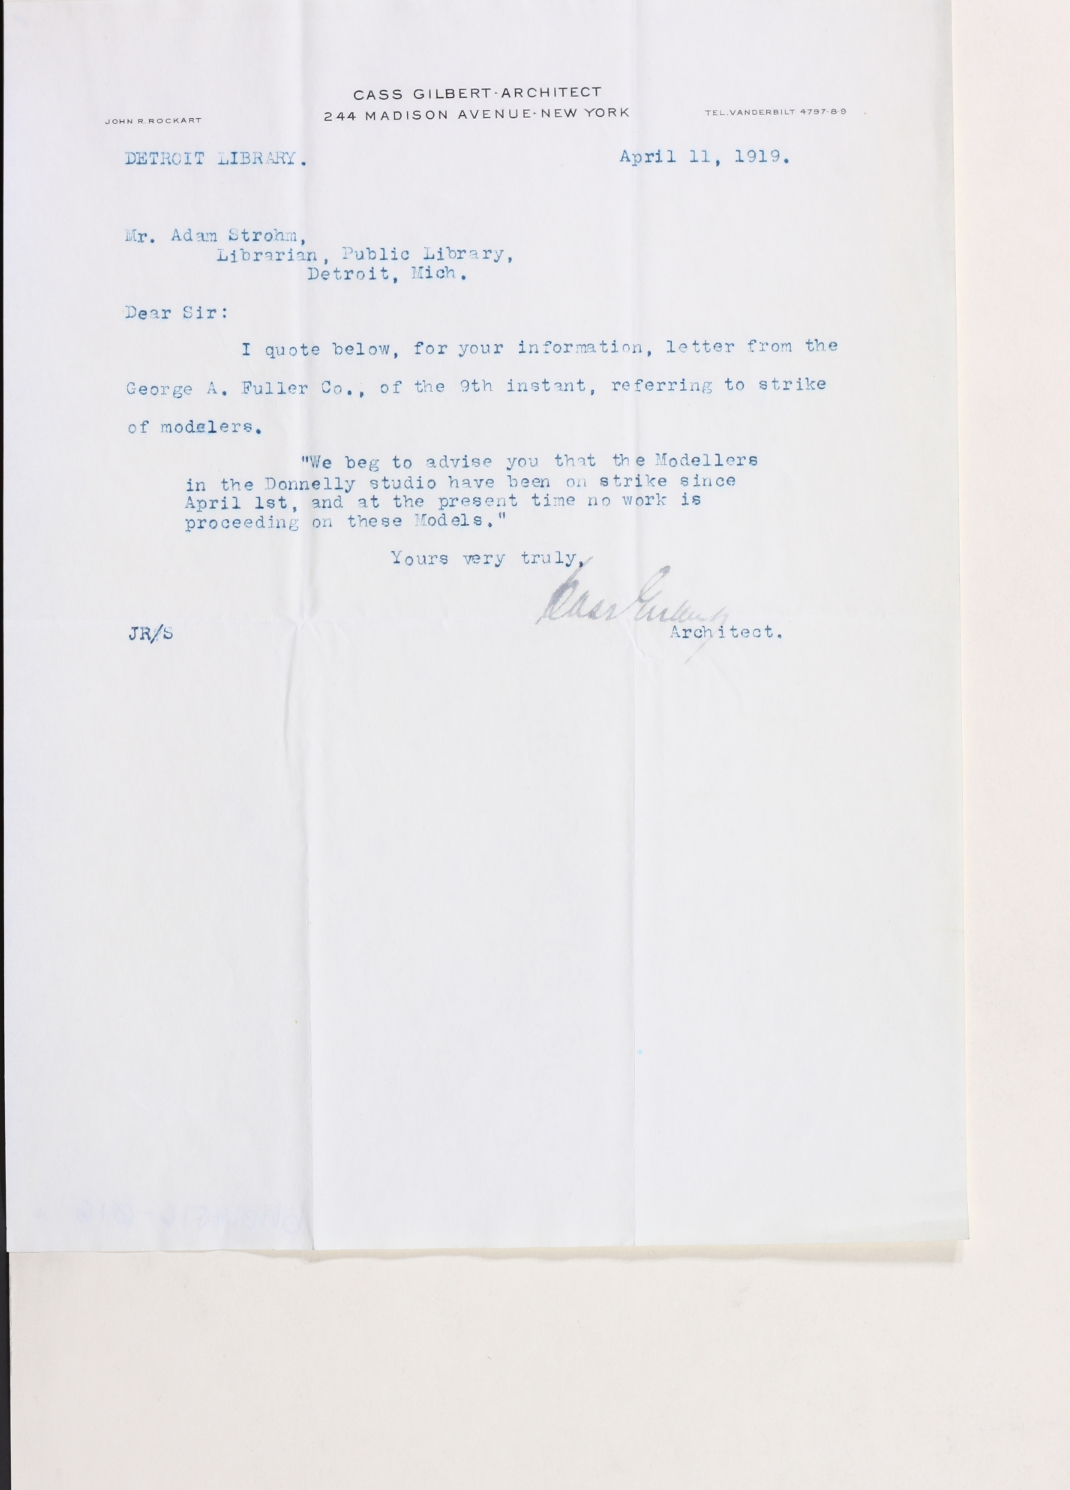 CASS GILBERT-ARCHITECT
244 MADISON AVENUE-NEW YORK
JOHN R. ROCKART
TEL. VANDERBILT 4797-8-9
DETROIT LIBRARY.
April 11, 1919.
Mr. Adam Strohm,
Librarian, Public Library,
Detroit, Mich.
Dear Sir:
I quote below, for your information, letter from the
George A. Fuller Co., of the 9th instant, referring to strike
of modelers.
"We beg to advise you that the Modellers
in the Donnelly studio have been on strike since
April 1st, and at the present time no work is
proceeding on these Models."
Yours very truly,
Cass Gilbert
JR/S
Architect.